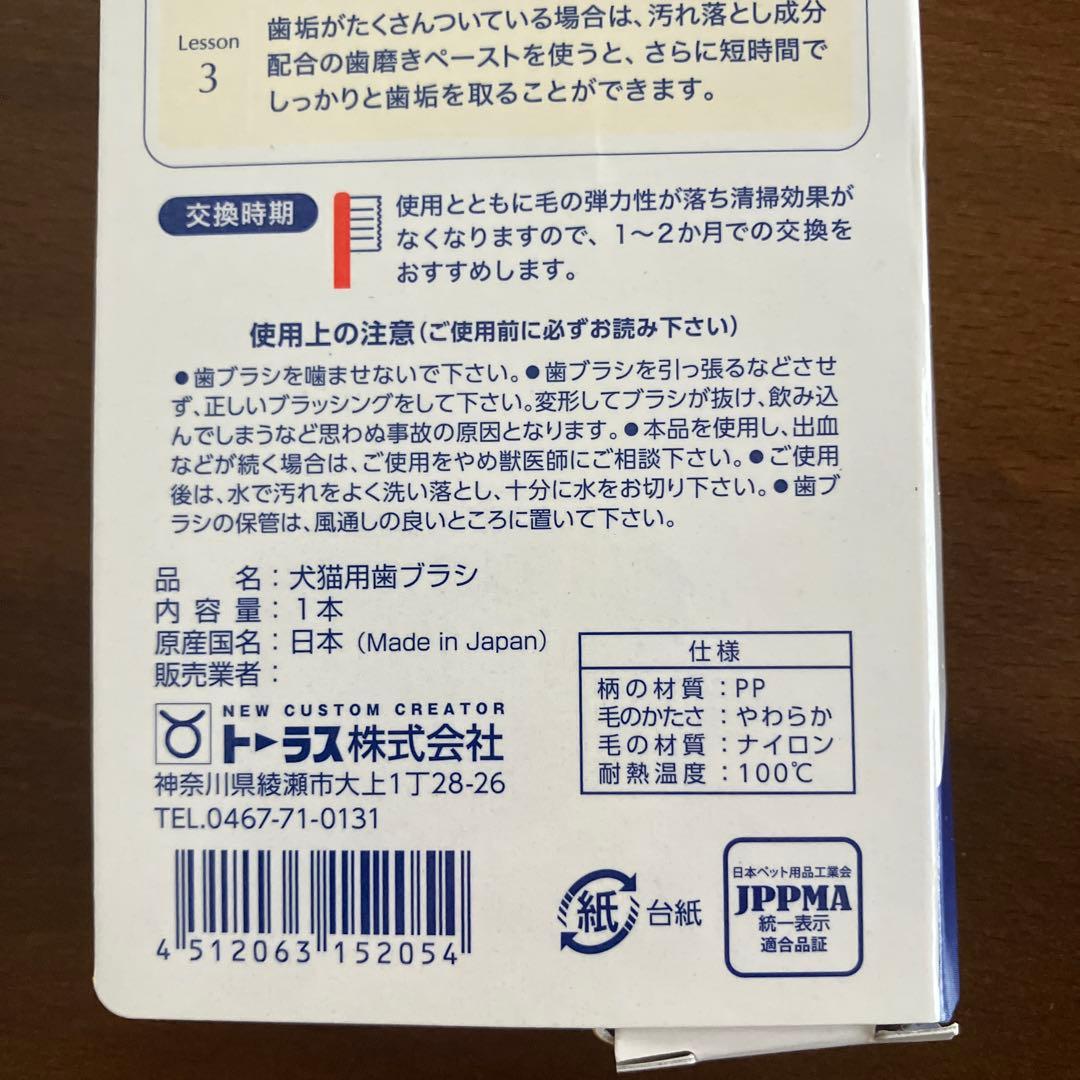 Lesson
3
歯垢がたくさんついている場合は、汚れ落とし成分
配合の歯磨きペーストを使うと、さらに短時間で
しっかりと歯垢を取ることができます。
交換時期
使用とともに毛の弾力性が落ち清掃効果が
なくなりますので、1～2か月での交換を
おすすめします。
使用上の注意(ご使用前に必ずお読み下さい)
●歯ブラシを噛ませないで下さい。●歯ブラシを引っ張るなどさせ
ず、正しいブラッシングをして下さい。変形してブラシが抜け、飲み込
んでしまうなど思わぬ事故の原因となります。●本品を使用し、出血
などが続く場合は、ご使用をやめ獣医師にご相談下さい。●ご使用
後は、水で汚れをよく洗い落とし、十分に水をお切り下さい。●歯ブ
ラシの保管は、風通しの良いところに置いて下さい。
品名：犬猫用歯ブラシ
内容量：1本
原産国名：日本 (Made in Japan)
販売業者：
NEW CUSTOM CREATOR
トーラス株式会社
神奈川県綾瀬市大上1丁28-26
TEL.0467-71-0131
仕様
柄の材質：PP
毛のかたさ：やわらか
毛の材質：ナイロン
耐熱温度：100℃
4 512063 152054
紙 台紙
日本ペット用品工業会
JPPMA
統一表示
適合品証